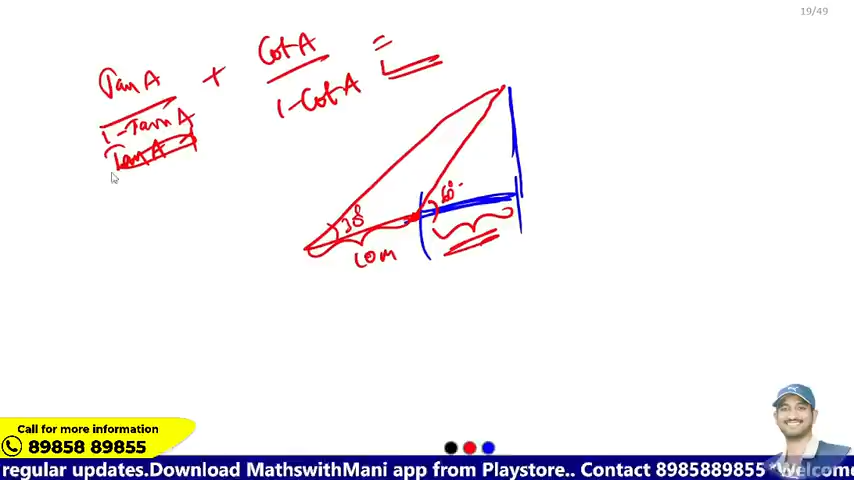 19/49
Tan A + Cot A =
1-Tan A 1-Cot A
Tan A
30°
60°
10m
Call for more information
89858 89855
regular updates.Download MathswithMani app from Playstore.. Contact 8985889855 *Welcome